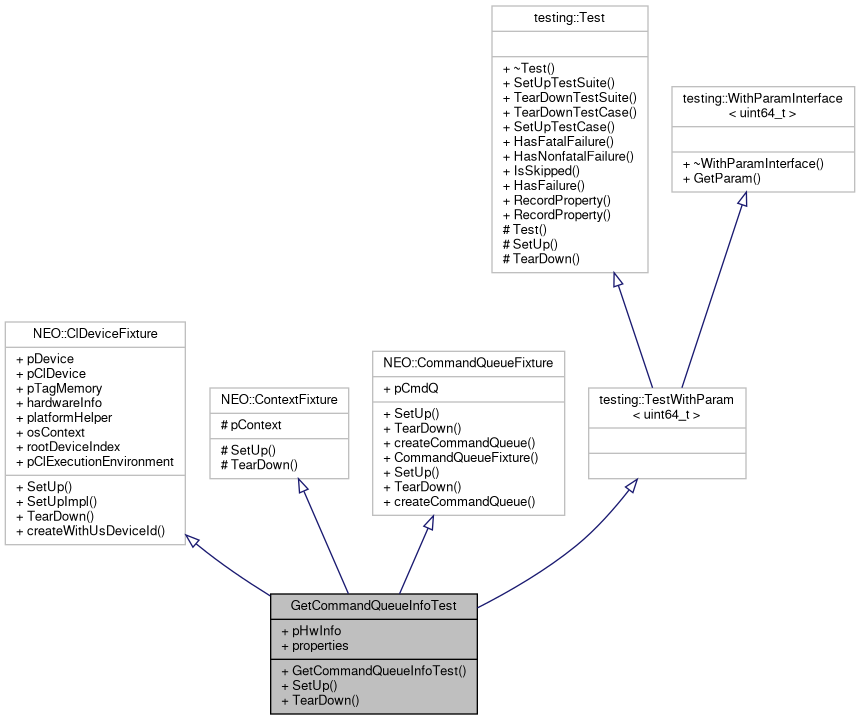 testing::Test
+ ~Test()
+ SetUpTestSuite()
+ TearDownTestSuite()
+ TearDownTestCase()
+ SetUpTestCase()
+ HasFatalFailure()
+ HasNonfatalFailure()
+ IsSkipped()
+ HasFailure()
+ RecordProperty()
+ RecordProperty()
# Test()
# SetUp()
# TearDown()
testing::WithParamInterface
< uint64_t >
+ ~WithParamInterface()
+ GetParam()
NEO::ClDeviceFixture
+ pDevice
+ pClDevice
+ pTagMemory
+ hardwareInfo
+ platformHelper
+ osContext
+ rootDeviceIndex
+ pClExecutionEnvironment
+ SetUp()
+ SetUpImpl()
+ TearDown()
+ createWithUsDeviceId()
NEO::ContextFixture
# pContext
# SetUp()
# TearDown()
NEO::CommandQueueFixture
+ pCmdQ
+ SetUp()
+ TearDown()
+ createCommandQueue()
+ CommandQueueFixture()
+ SetUp()
+ TearDown()
+ createCommandQueue()
testing::TestWithParam
< uint64_t >
GetCommandQueueInfoTest
+ pHwInfo
+ properties
+ GetCommandQueueInfoTest()
+ SetUp()
+ TearDown()